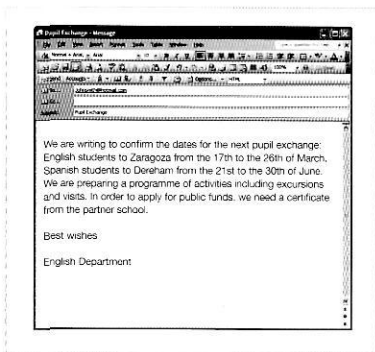 Pupil Exchange - Message
Pupil Exchange
We are writing to confirm the dates for the next pupil exchange:
English students to Zaragoza from the 17th to the 26th of March,
Spanish students to Dereham from the 21st to the 30th of June.
We are preparing a programme of activities including excursions
and visits. In order to apply for public funds, we need a certificate
from the partner school.
Best wishes
English Department